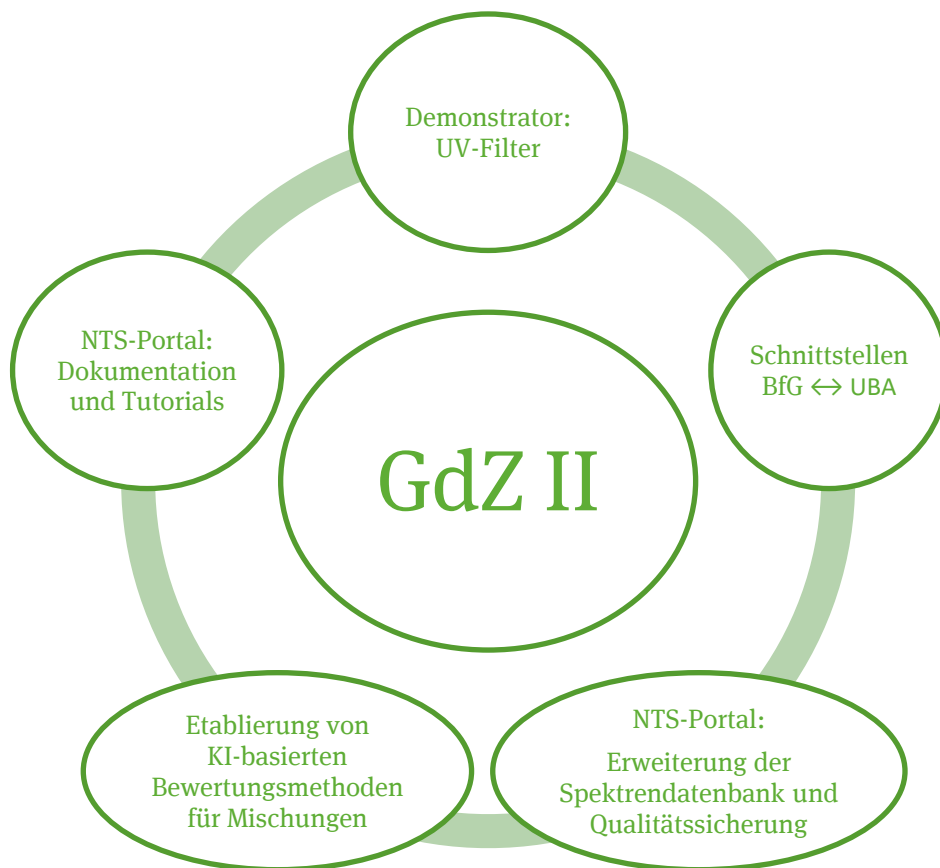 Demonstrator:
UV-Filter
NTS-Portal:
Dokumentation
und Tutorials
Schnittstellen
BfG ↔ UBA
GdZ II
Etablierung von
KI-basierten
Bewertungsmethoden
für Mischungen
NTS-Portal:
Erweiterung der
Spektrendatenbank und
Qualitätssicherung